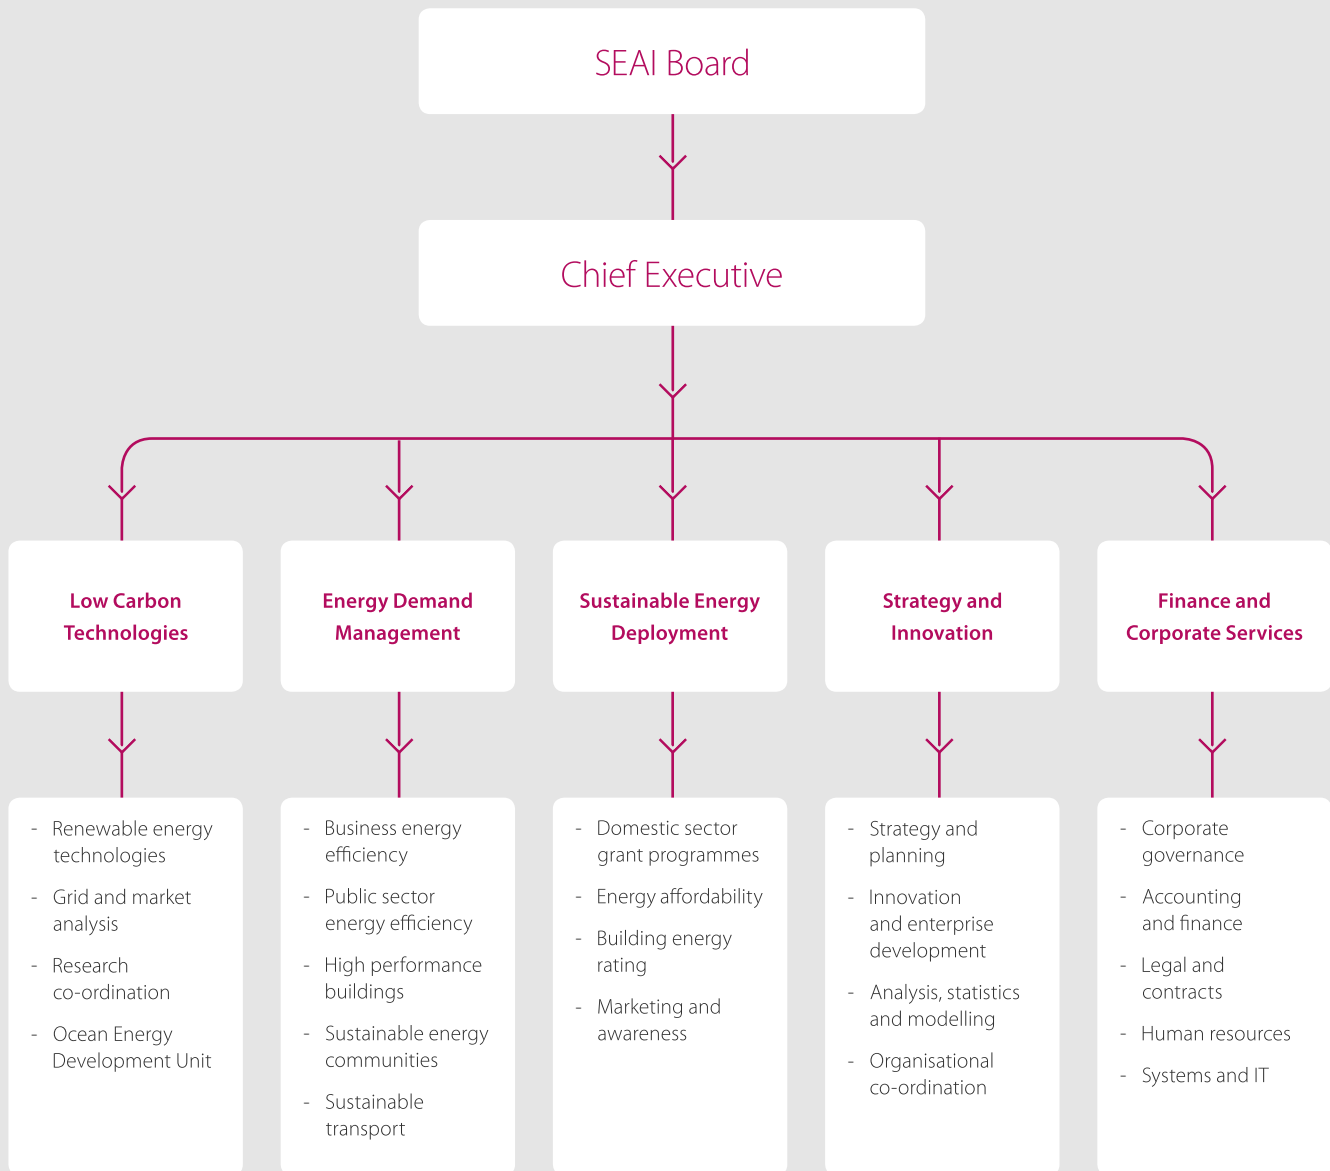 SEAI Board
Chief Executive
Low Carbon
Technologies
Energy Demand
Management
Sustainable Energy
Deployment
Strategy and
Innovation
Finance and
Corporate Services
- Renewable energy
technologies
- Grid and market
analysis
- Research
co-ordination
- Ocean Energy
Development Unit
- Business energy
efficiency
- Public sector
energy efficiency
- High performance
buildings
- Sustainable energy
communities
- Sustainable
transport
- Domestic sector
grant programmes
- Energy affordability
- Building energy
rating
- Marketing and
awareness
- Strategy and
planning
- Innovation
and enterprise
development
- Analysis, statistics
and modelling
- Organisational
co-ordination
- Corporate
governance
- Accounting
and finance
- Legal and
contracts
- Human resources
- Systems and IT